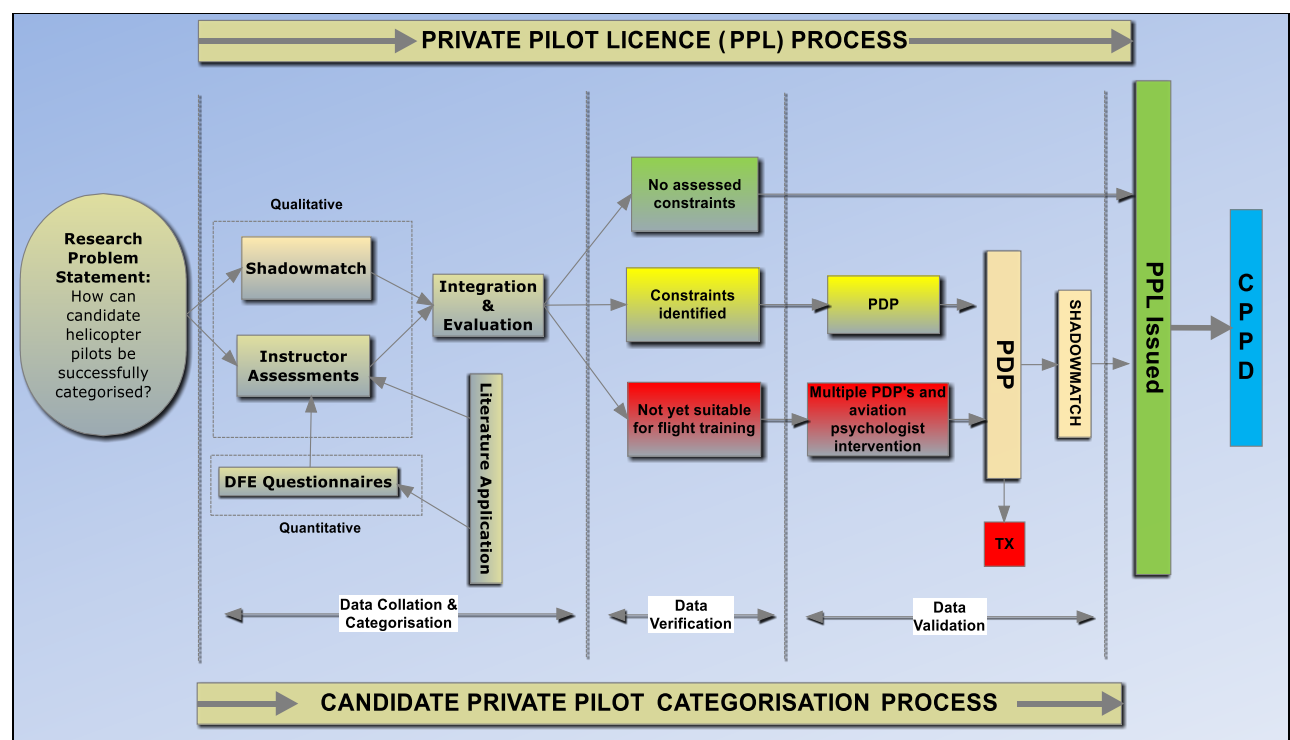 PRIVATE PILOT LICENCE (PPL) PROCESS
Research
Problem
Statement:
How can
candidate
helicopter
pilots be
successfully
categorised?
Qualitative
Shadowmatch
Instructor
Assessments
DFE Questionnaires
Quantitative
Literature Application
Integration
&
Evaluation
No assessed
constraints
Constraints
identified
Not yet suitable
for flight training
PDP
Multiple PDP's and
aviation
psychologist
intervention
PDP
TX
SHADOWMATCH
PPL Issued
C
P
P
D
Data Collation &
Categorisation
Data
Verification
Data
Validation
CANDIDATE PRIVATE PILOT CATEGORISATION PROCESS